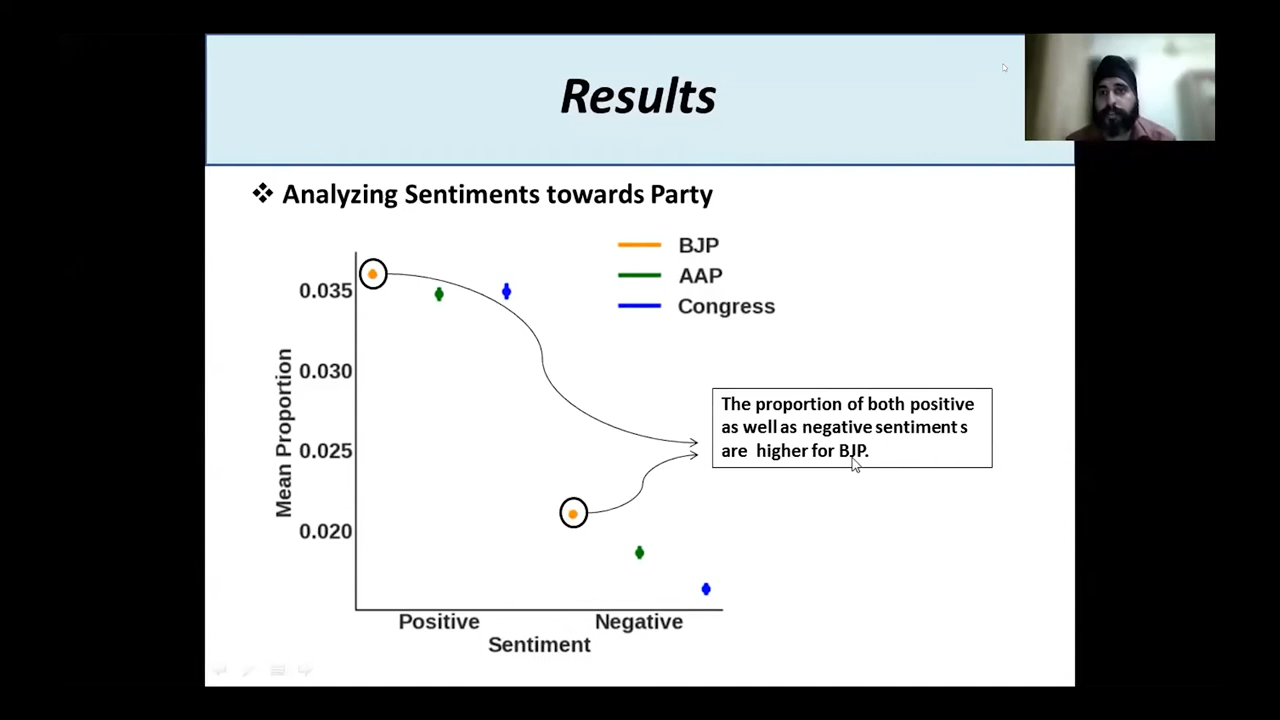 Results
❖ Analyzing Sentiments towards Party
BJP
AAP
Congress
0.035
0.030
0.025
0.020
Mean Proportion
The proportion of both positive
as well as negative sentiments
are higher for BJP.
Positive
Negative
Sentiment